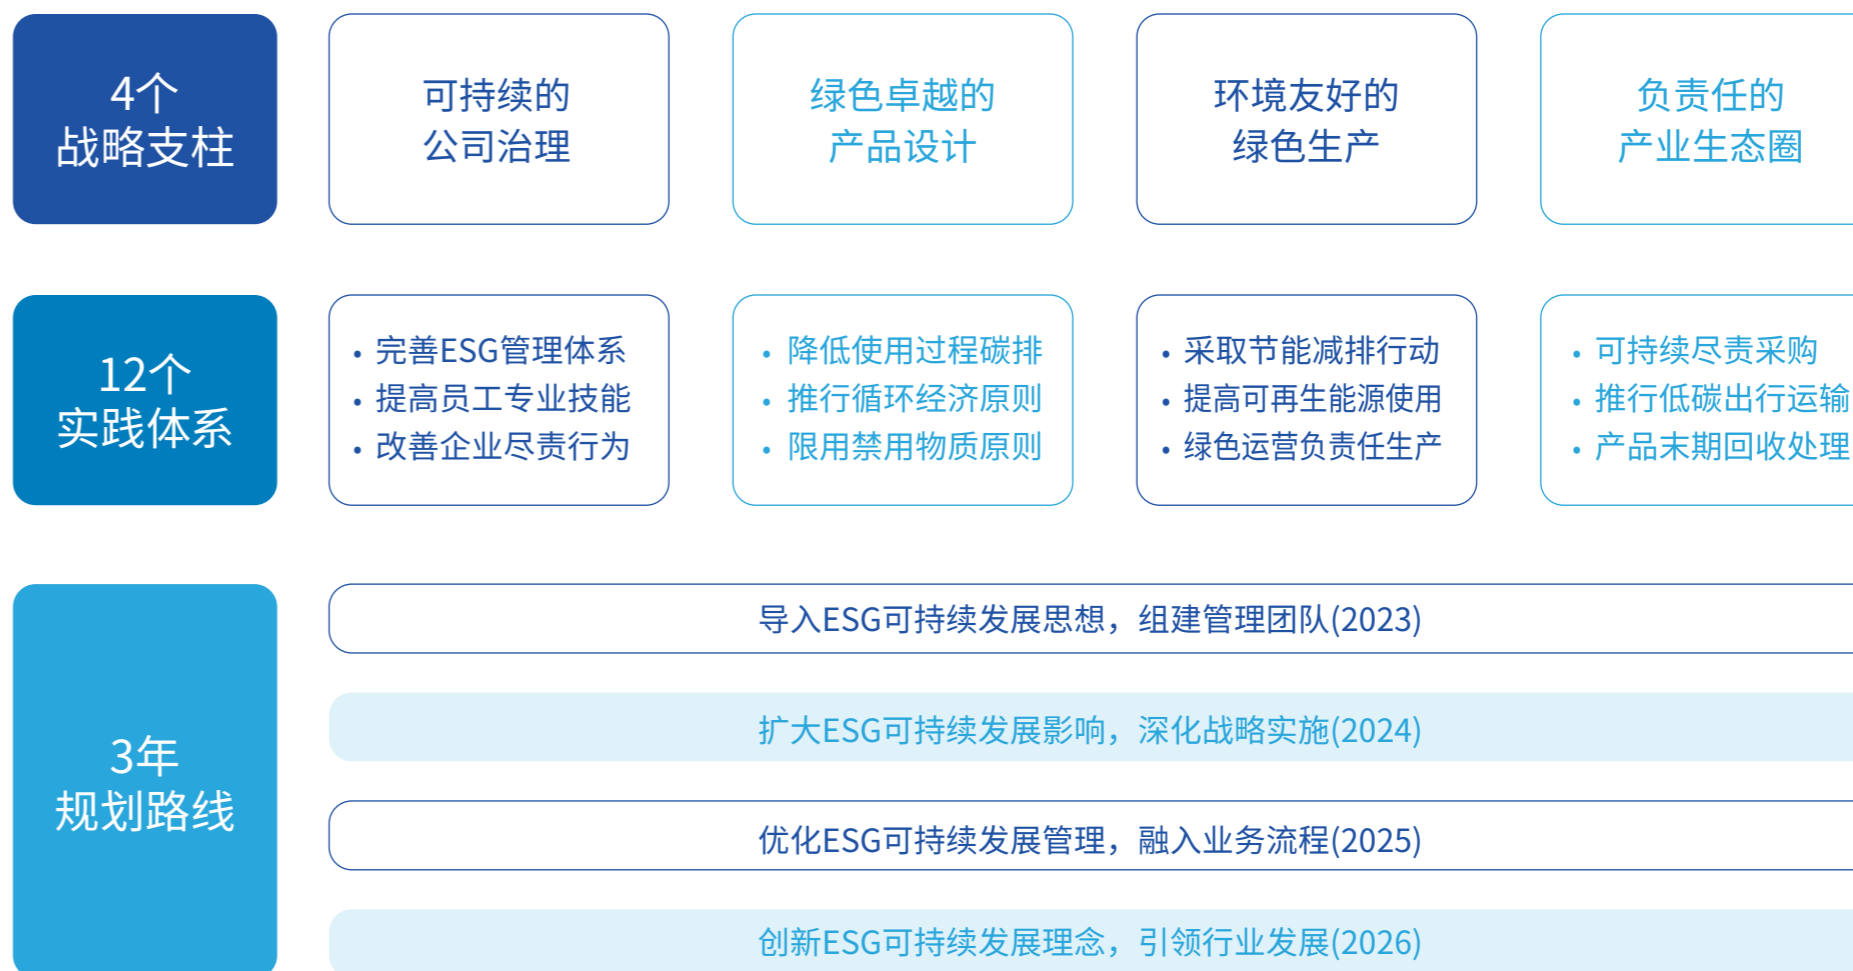 4个
战略支柱
可持续的
公司治理
绿色卓越的
产品设计
环境友好的
绿色生产
负责任的
产业生态圈
12个
实践体系
• 完善ESG管理体系
• 提高员工专业技能
• 改善企业尽责行为
• 降低使用过程碳排
• 推行循环经济原则
• 限用禁用物质原则
• 采取节能减排行动
• 提高可再生能源使用
• 绿色运营负责任生产
• 可持续尽责采购
• 推行低碳出行运输
• 产品末期回收处理
3年
规划路线
导入ESG可持续发展思想，组建管理团队(2023)
扩大ESG可持续发展影响，深化战略实施(2024)
优化ESG可持续发展管理，融入业务流程(2025)
创新ESG可持续发展理念，引领行业发展(2026)